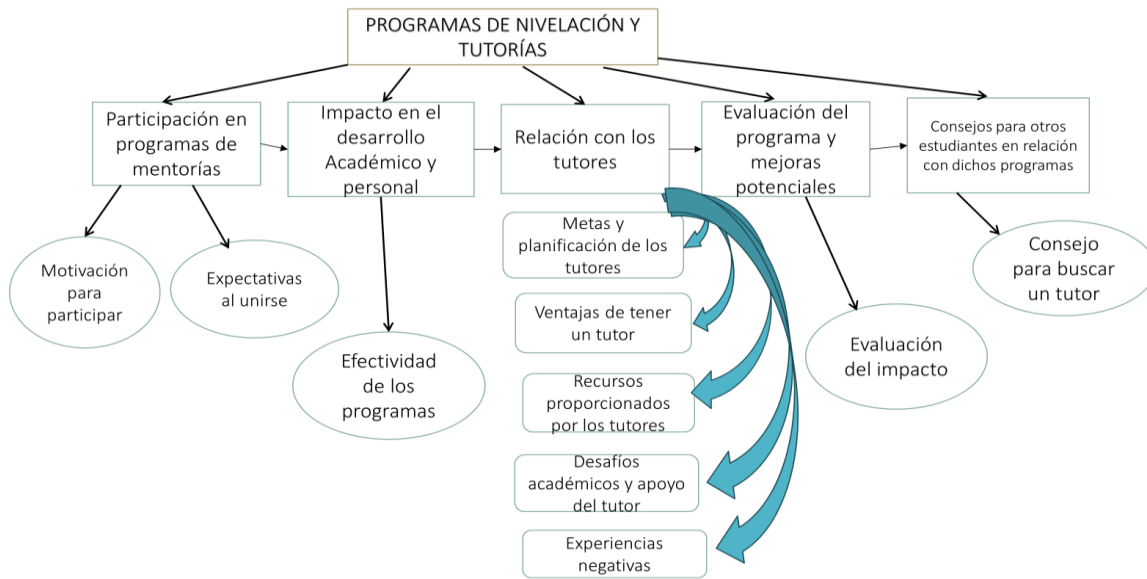 PROGRAMAS DE NIVELACIÓN Y
TUTORÍAS
Participación en
programas de
mentorías
Impacto en el
desarrollo
Académico y
personal
Relación con los
tutores
Evaluación del
programa y
mejoras
potenciales
Consejos para otros
estudiantes en relación
con dichos programas
Motivación
para
participar
Expectativas
al unirse
Efectividad
de los
programas
Metas y
planificación de los
tutores
Ventajas de tener
un tutor
Recursos
proporcionados
por los tutores
Desafíos
académicos y apoyo
del tutor
Experiencias
negativas
Evaluación
del impacto
Consejo
para buscar
un tutor